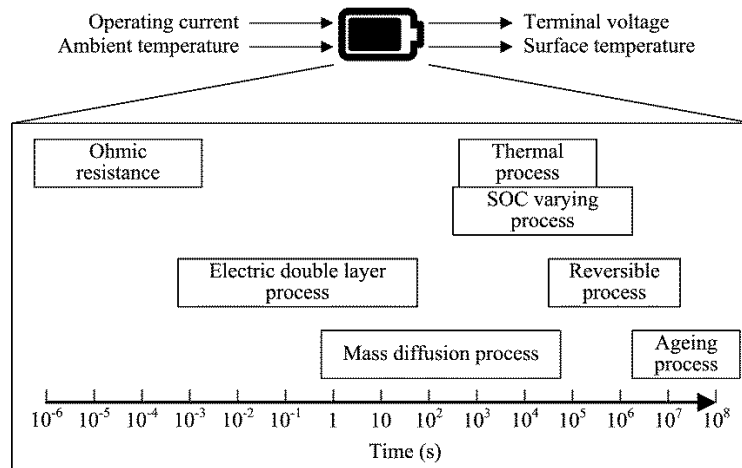 Operating current
Terminal voltage
Ambient temperature
Surface temperature
Ohmic
resistance
Thermal
process
SOC varying
process
Electric double layer
process
Reversible
process
Mass diffusion process
Ageing
process
10⁻⁶ 10⁻⁵ 10⁻⁴ 10⁻³ 10⁻² 10⁻¹ 1 10 10² 10³ 10⁴ 10⁵ 10⁶ 10⁷ 10⁸
Time (s)